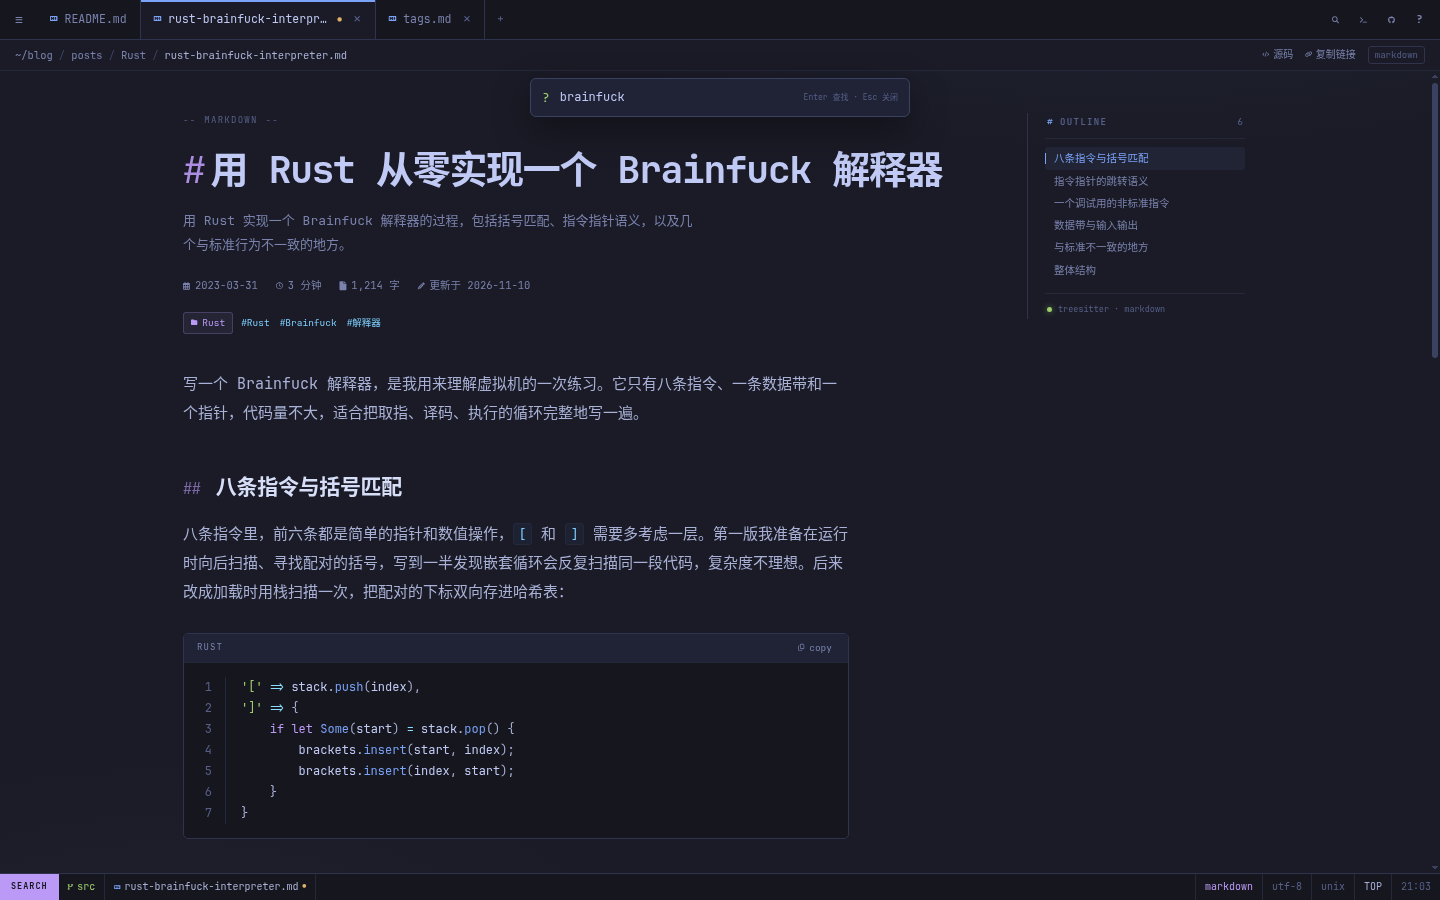 ≡ README.md rust-brainfuck-interpr… ● × tags.md × + ?
~/blog / posts / Rust / rust-brainfuck-interpreter.md 源码 复制链接 markdown
? brainfuck Enter 查找 · Esc 关闭
-- MARKDOWN --
# 用 Rust 从零实现一个 Brainfuck 解释器
用 Rust 实现一个 Brainfuck 解释器的过程，包括括号匹配、指令指针语义，以及几
个与标准行为不一致的地方。
2023-03-31 3 分钟 1,214 字 更新于 2026-11-10
Rust #Rust #Brainfuck #解释器
# OUTLINE 6
八条指令与括号匹配
指令指针的跳转语义
一个调试用的非标准指令
数据带与输入输出
与标准不一致的地方
整体结构
treesitter · markdown
写一个 Brainfuck 解释器，是我用来理解虚拟机的一次练习。它只有八条指令、一条数据带和一
个指针，代码量不大，适合把取指、译码、执行的循环完整地写一遍。
## 八条指令与括号匹配
八条指令里，前六条都是简单的指针和数值操作，[ 和 ] 需要多考虑一层。第一版我准备在运行
时向后扫描、寻找配对的括号，写到一半发现嵌套循环会反复扫描同一段代码，复杂度不理想。后来
改成加载时用栈扫描一次，把配对的下标双向存进哈希表：
RUST copy
1 '[' => stack.push(index),
2 ']' => {
3 if let Some(start) = stack.pop() {
4 brackets.insert(start, index);
5 brackets.insert(index, start);
6 }
7 }
SEARCH src rust-brainfuck-interpreter.md ● markdown utf-8 unix TOP 21:03